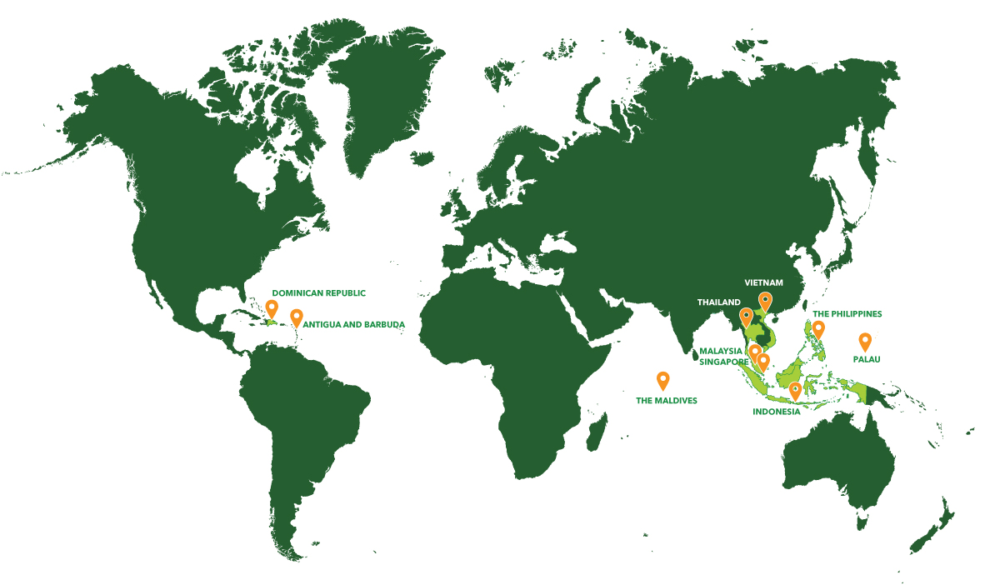 VIETNAM
DOMINICAN REPUBLIC
THAILAND
THE PHILIPPINES
ANTIGUA AND BARBUDA
MALAYSIA
SINGAPORE
PALAU
THE MALDIVES
INDONESIA